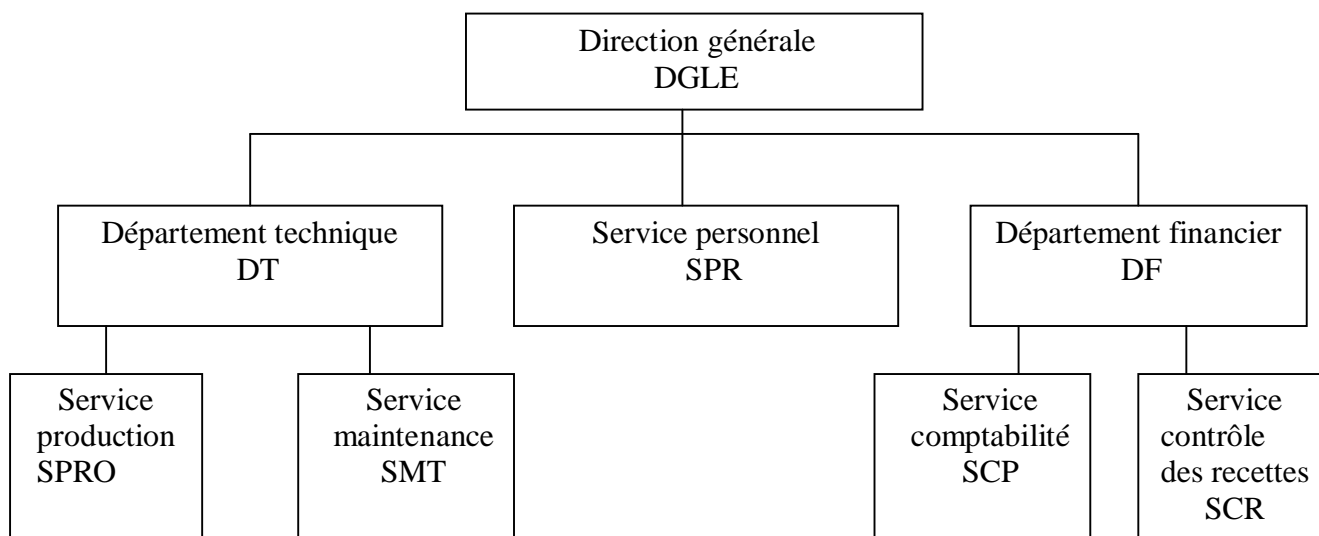 Direction générale
DGLE
Département technique
DT
Service personnel
SPR
Département financier
DF
Service
production
SPRO
Service
maintenance
SMT
Service
comptabilité
SCP
Service
contrôle
des recettes
SCR